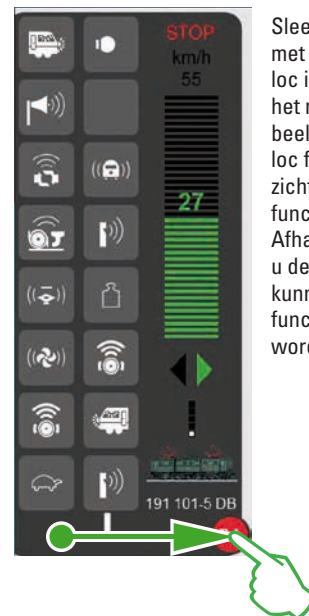 STOP
km/h
55
27
191 101-5 DB
Slee
met
loc i
het r
beel
loc f
zicht
func
Afha
u de
kunr
func
word